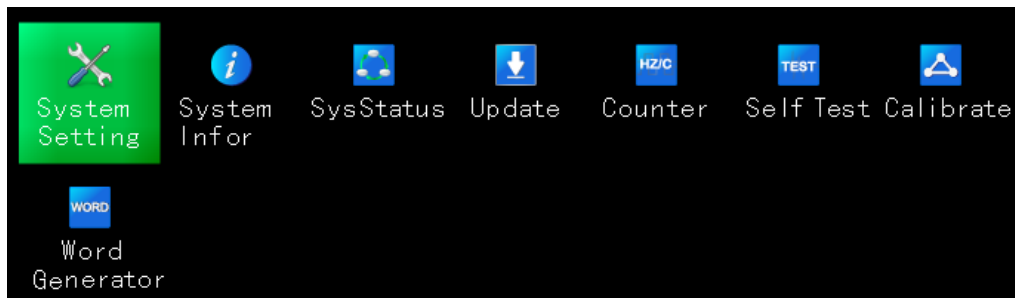 HZ/C
TEST
System Setting
System Infor
SysStatus
Update
Counter
Self Test
Calibrate
WORD
Word
Generator